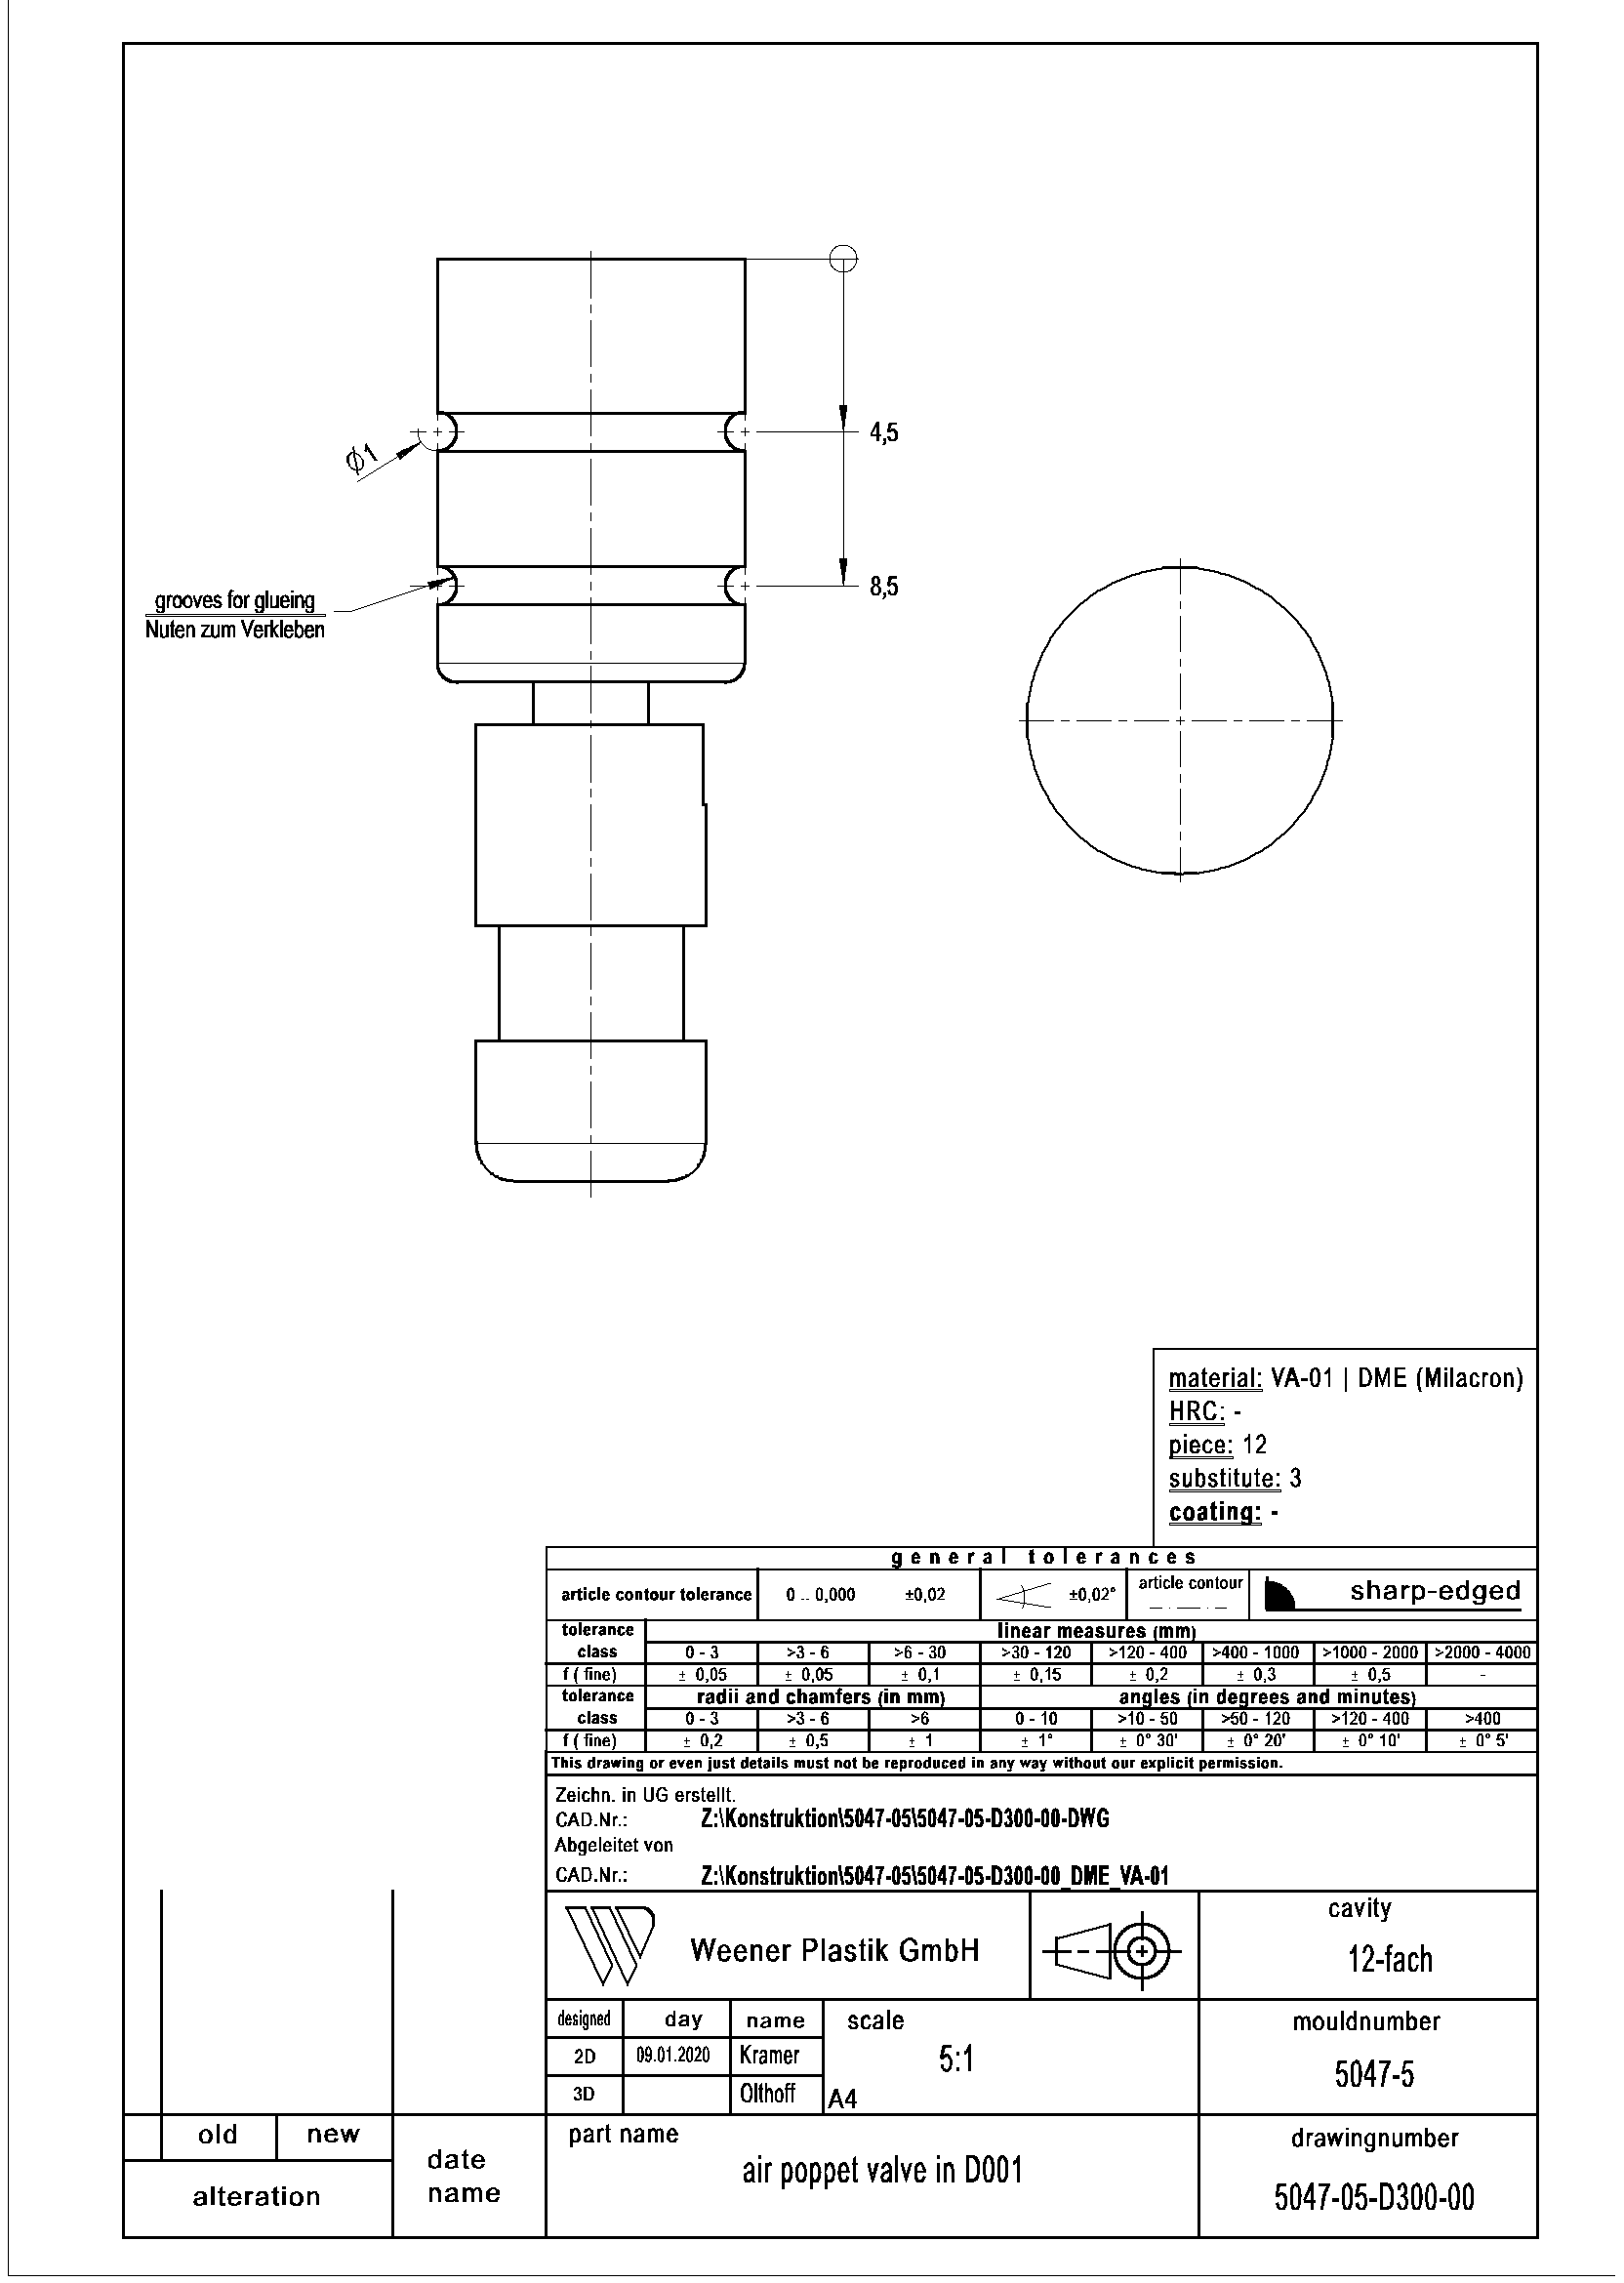 4,5
ϕ1
8,5
grooves for glueing
Nuten zum Verkleben
material: VA-01 | DME (Milacron)
HRC: -
piece: 12
substitute: 3
coating: -
general tolerances
article contour tolerance 0 .. 0,000 ±0,02 ±0,02° article contour sharp-edged
tolerance class linear measures (mm)
0 - 3 >3 - 6 >6 - 30 >30 - 120 >120 - 400 >400 - 1000 >1000 - 2000 >2000 - 4000
f ( fine) ± 0,05 ± 0,05 ± 0,1 ± 0,15 ± 0,2 ± 0,3 ± 0,5 -
tolerance class radii and chamfers (in mm) angles (in degrees and minutes)
0 - 3 >3 - 6 >6 0 - 10 >10 - 50 >50 - 120 >120 - 400 >400
f ( fine) ± 0,2 ± 0,5 ± 1 ± 1° ± 0° 30' ± 0° 20' ± 0° 10' ± 0° 5'
This drawing or even just details must not be reproduced in any way without our explicit permission.
Zeichn. in UG erstellt.
CAD.Nr.: Z:\Konstruktion\5047-05\5047-05-D300-00-DWG
Abgeleitet von
CAD.Nr.: Z:\Konstruktion\5047-05\5047-05-D300-00_DME_VA-01
Weener Plastik GmbH
cavity
12-fach
designed day name scale
2D 09.01.2020 Kramer 5:1
3D Olthoff A4
mouldnumber
5047-5
old new
alteration
date
name
part name
air poppet valve in D001
drawingnumber
5047-05-D300-00